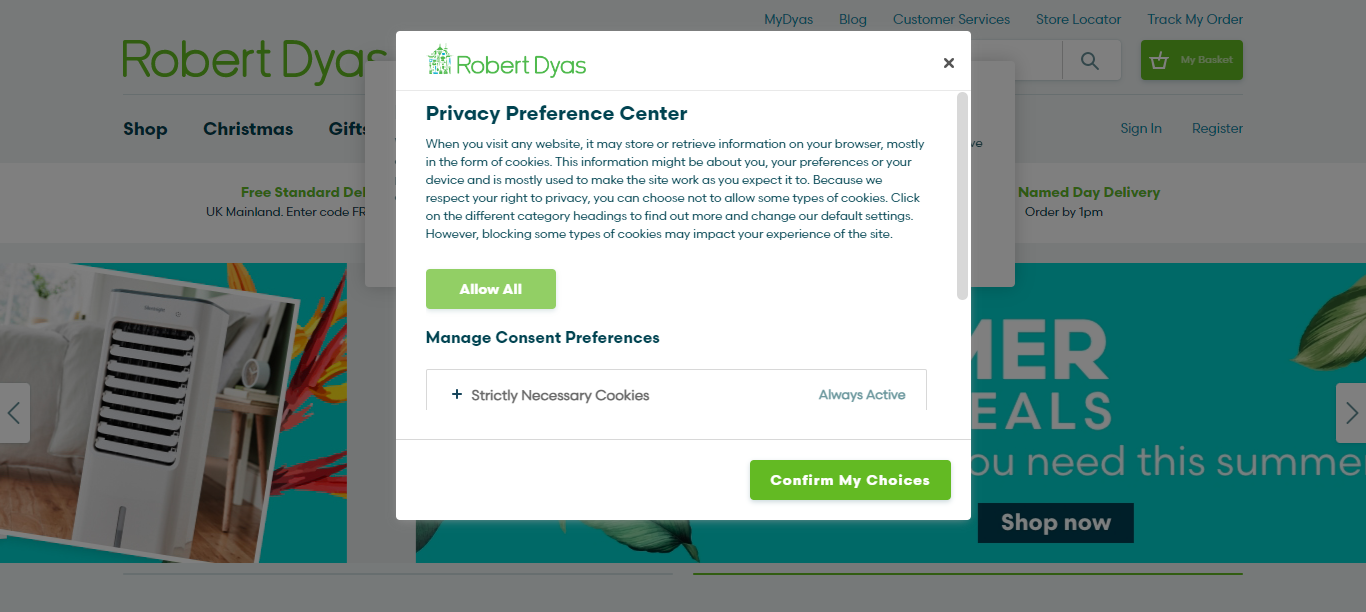 MyDyas Blog Customer Services Store Locator Track My Order
Robert Dyas
My Basket
Robert Dyas
Shop Christmas Gifts
Sign In Register
Privacy Preference Center
When you visit any website, it may store or retrieve information on your browser, mostly
in the form of cookies. This information might be about you, your preferences or your
device and is mostly used to make the site work as you expect it to. Because we
respect your right to privacy, you can choose not to allow some types of cookies. Click
on the different category headings to find out more and change our default settings.
However, blocking some types of cookies may impact your experience of the site.
Allow All
Manage Consent Preferences
Strictly Necessary Cookies Always Active
Confirm My Choices
Free Standard Del
UK Mainland. Enter code FR
Named Day Delivery
Order by 1pm
MER
EALS
ou need this summe
Shop now